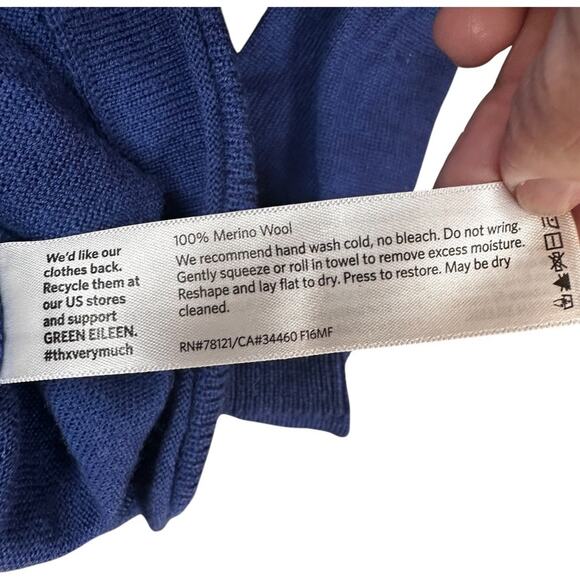 We'd like our
clothes back.
Recycle them at
our US stores
and support
GREEN EILEEN.
#thxverymuch
100% Merino Wool
We recommend hand wash cold, no bleach. Do not wring.
Gently squeeze or roll in towel to remove excess moisture.
Reshape and lay flat to dry. Press to restore. May be dry
cleaned.
RN#78121/CA#34460 F16MF